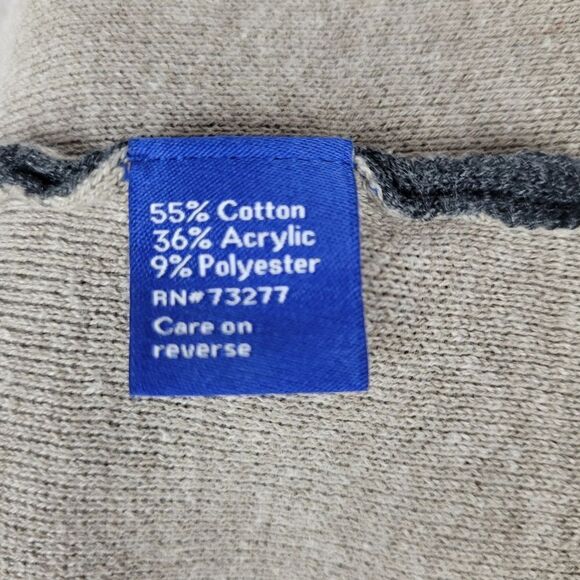 55% Cotton
36% Acrylic
9% Polyester
RN#73277
Care on
reverse